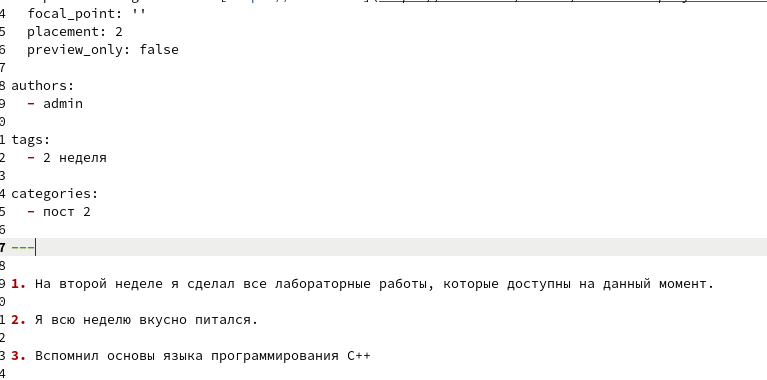 4 focal_point: ''
5 placement: 2
6 preview_only: false
7
8 authors:
9 - admin
0
1 tags:
2 - 2 неделя
3
4 categories:
5 - пост 2
6
7 ---
8
9 1. На второй неделе я сделал все лабораторные работы, которые доступны на данный момент.
0
1 2. Я всю неделю вкусно питался.
2
3 3. Вспомнил основы языка программирования C++
4